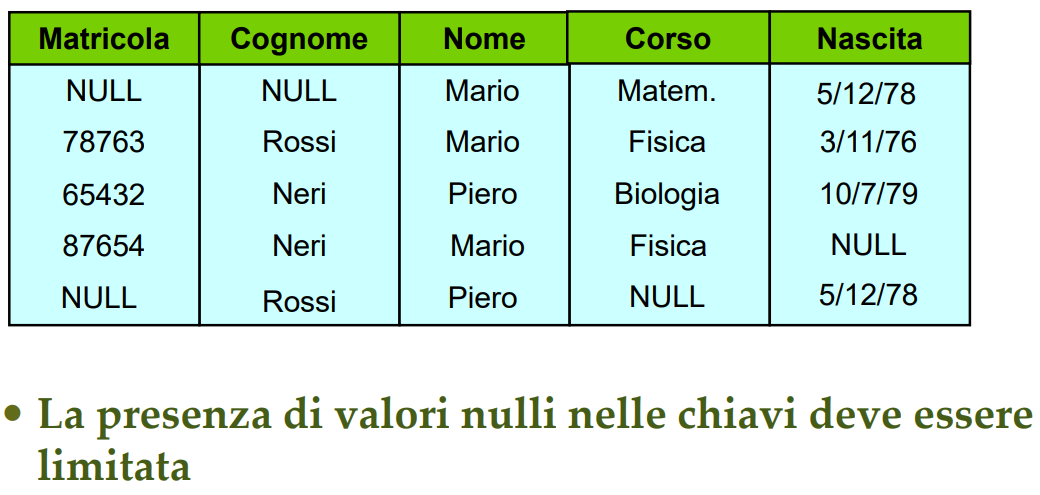 Matricola Cognome Nome Corso Nascita
NULL NULL Mario Matem. 5/12/78
78763 Rossi Mario Fisica 3/11/76
65432 Neri Piero Biologia 10/7/79
87654 Neri Mario Fisica NULL
NULL Rossi Piero NULL 5/12/78
• La presenza di valori nulli nelle chiavi deve essere
limitata